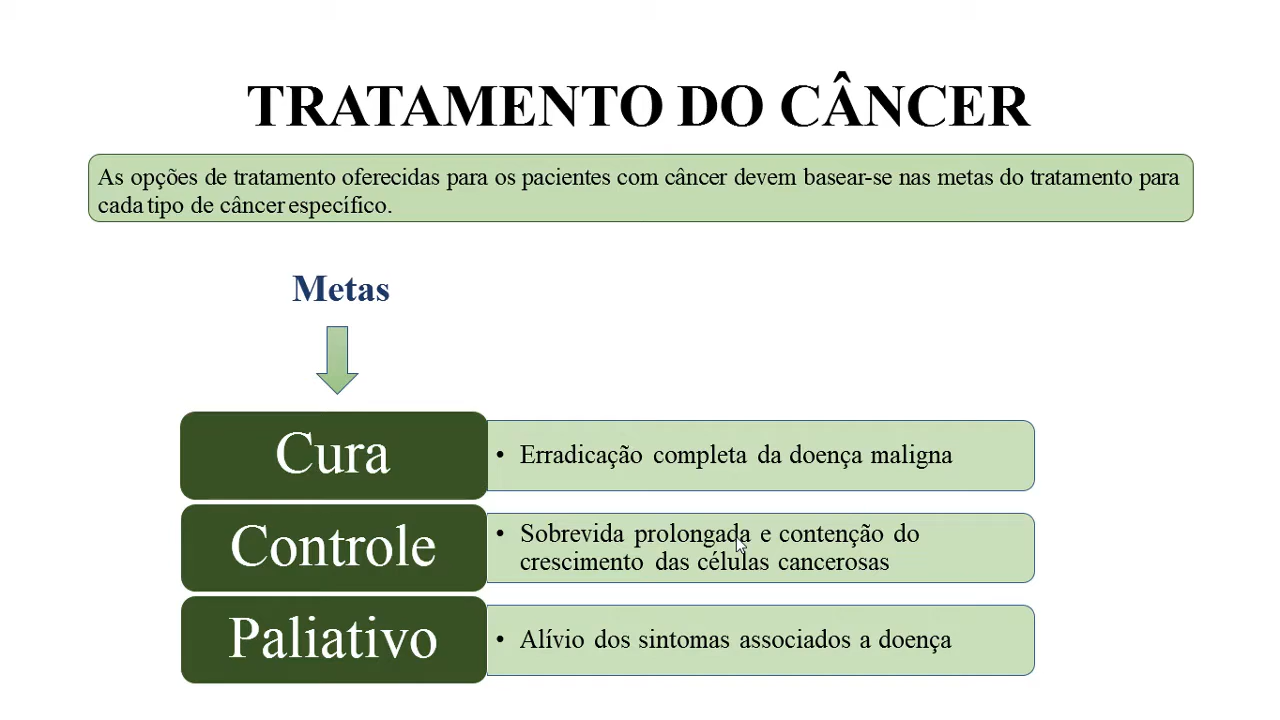 TRATAMENTO DO CÂNCER
As opções de tratamento oferecidas para os pacientes com câncer devem basear-se nas metas do tratamento para
cada tipo de câncer específico.
Metas
Cura
• Erradicação completa da doença maligna
Controle
• Sobrevida prolongada e contenção do
crescimento das células cancerosas
Paliativo
• Alívio dos sintomas associados a doença